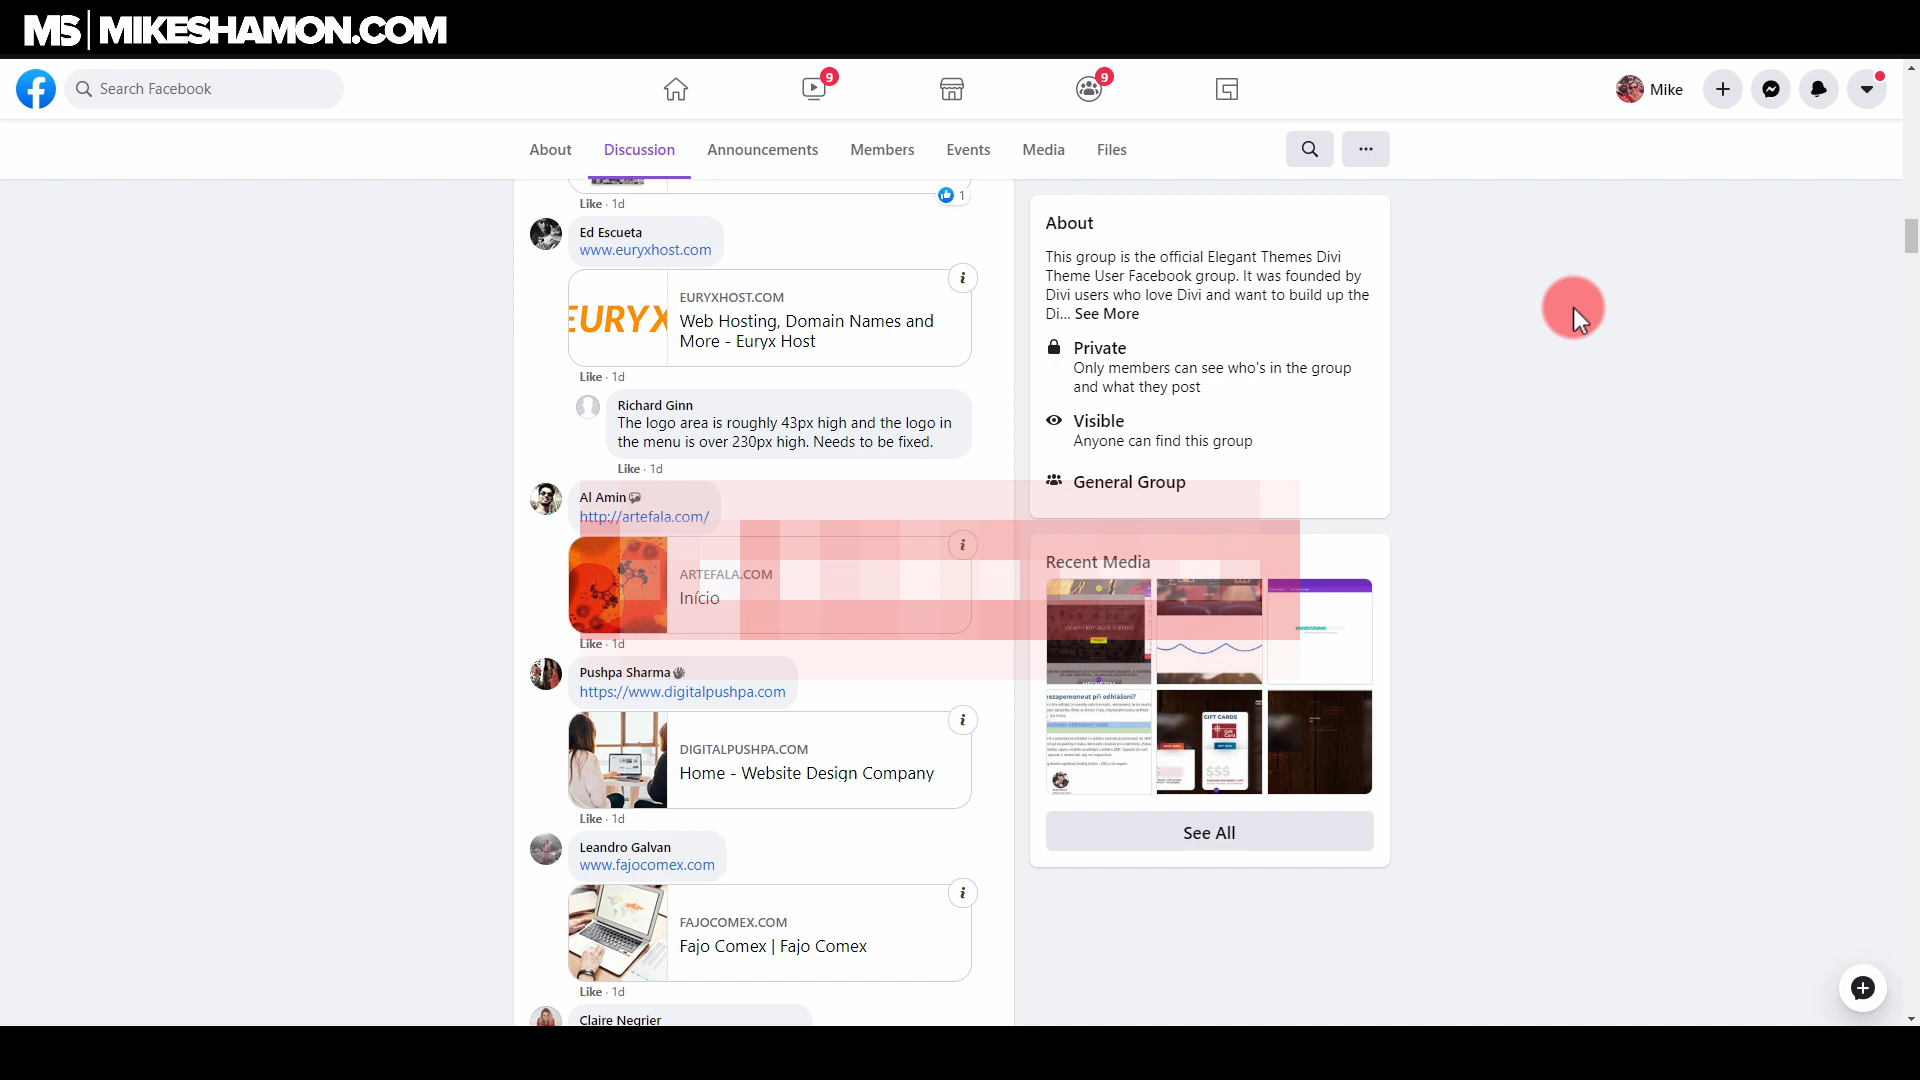 MS | MIKESHAMON.COM
Search Facebook
9
9
Mike
About
Discussion
Announcements
Members
Events
Media
Files
Like · 1d
1
Ed Escueta
www.euryxhost.com
EURYX
EURYXHOST.COM
Web Hosting, Domain Names and
More - Euryx Host
Like · 1d
Richard Ginn
The logo area is roughly 43px high and the logo in
the menu is over 230px high. Needs to be fixed.
Like · 1d
Al Amin
http://artefala.com/
ARTEFALA.COM
Início
Like · 1d
Pushpa Sharma
https://www.digitalpushpa.com
DIGITALPUSHPA.COM
Home - Website Design Company
Like · 1d
Leandro Galvan
www.fajocomex.com
FAJOCOMEX.COM
Fajo Comex | Fajo Comex
Like · 1d
Claire Negrier
About
This group is the official Elegant Themes Divi
Theme User Facebook group. It was founded by
Divi users who love Divi and want to build up the
Di... See More
Private
Only members can see who's in the group
and what they post
Visible
Anyone can find this group
General Group
Recent Media
ezapomenout při odhlášení?
GIFT CARDS
$$$
See All